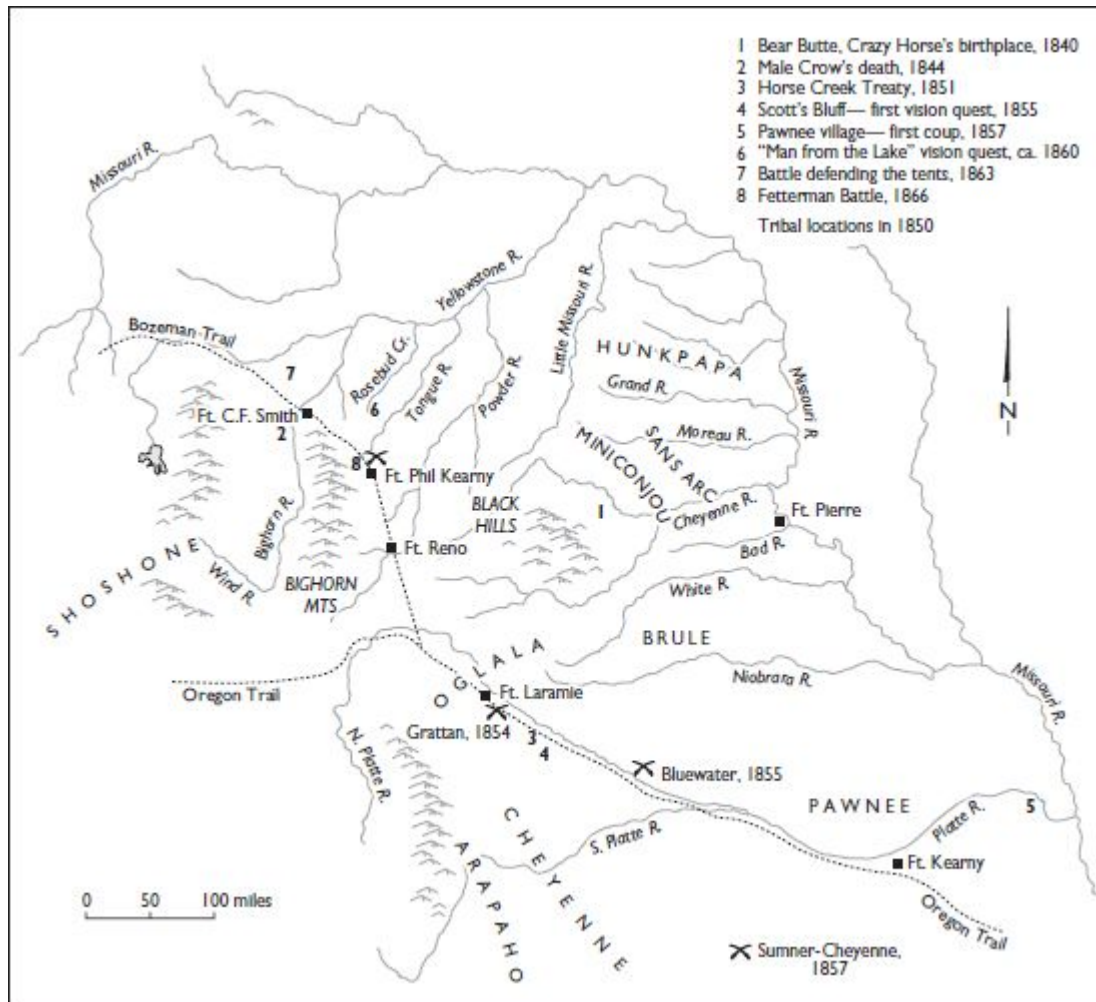 1 Bear Butte, Crazy Horse's birthplace, 1840
2 Male Crow's death, 1844
3 Horse Creek Treaty, 1851
4 Scott's Bluff— first vision quest, 1855
5 Pawnee village— first coup, 1857
6 "Man from the Lake" vision quest, ca. 1860
7 Battle defending the tents, 1863
8 Fetterman Battle, 1866
Tribal locations in 1850
Missouri R.
Yellowstone R.
Little Missouri R.
Bozeman Trail
HUNKPAPA
Missouri R
N
7
Rosebud Cr.
Tongue R.
Powder R.
Grand R.
6
Ft. C.F. Smith
2
Moreau R.
SANS ARC
MINICONJOU
8
Ft. Phil Kearny
BLACK
HILLS
1
Cheyenne R.
Ft. Pierre
Bighorn R.
Ft. Reno
Bad R.
SHOSHONE
Wind R.
BIGHORN
MTS
White R.
BRULE
Niobrara R.
Missouri R.
OGLALA
Oregon Trail
Ft. Laramie
Grattan, 1854
3
4
N. Platte R.
Bluewater, 1855
PAWNEE
Platte R.
5
CHEYENNE
S. Platte R.
Ft. Kearny
ARAPAHO
Oregon Trail
0 50 100 miles
Sumner-Cheyenne,
1857